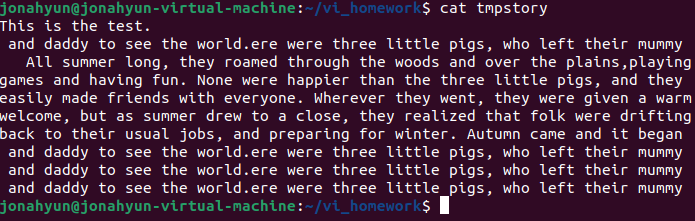 jonahyun@jonahyun-virtual-machine:~/vi_homework$ cat tmpstory
This is the test.
 and daddy to see the world.ere were three little pigs, who left their mummy
   All summer long, they roamed through the woods and over the plains,playing
games and having fun. None were happier than the three little pigs, and they
easily made friends with everyone. Wherever they went, they were given a warm
welcome, but as summer drew to a close, they realized that folk were drifting
back to their usual jobs, and preparing for winter. Autumn came and it began
 and daddy to see the world.ere were three little pigs, who left their mummy
 and daddy to see the world.ere were three little pigs, who left their mummy
 and daddy to see the world.ere were three little pigs, who left their mummy
jonahyun@jonahyun-virtual-machine:~/vi_homework$